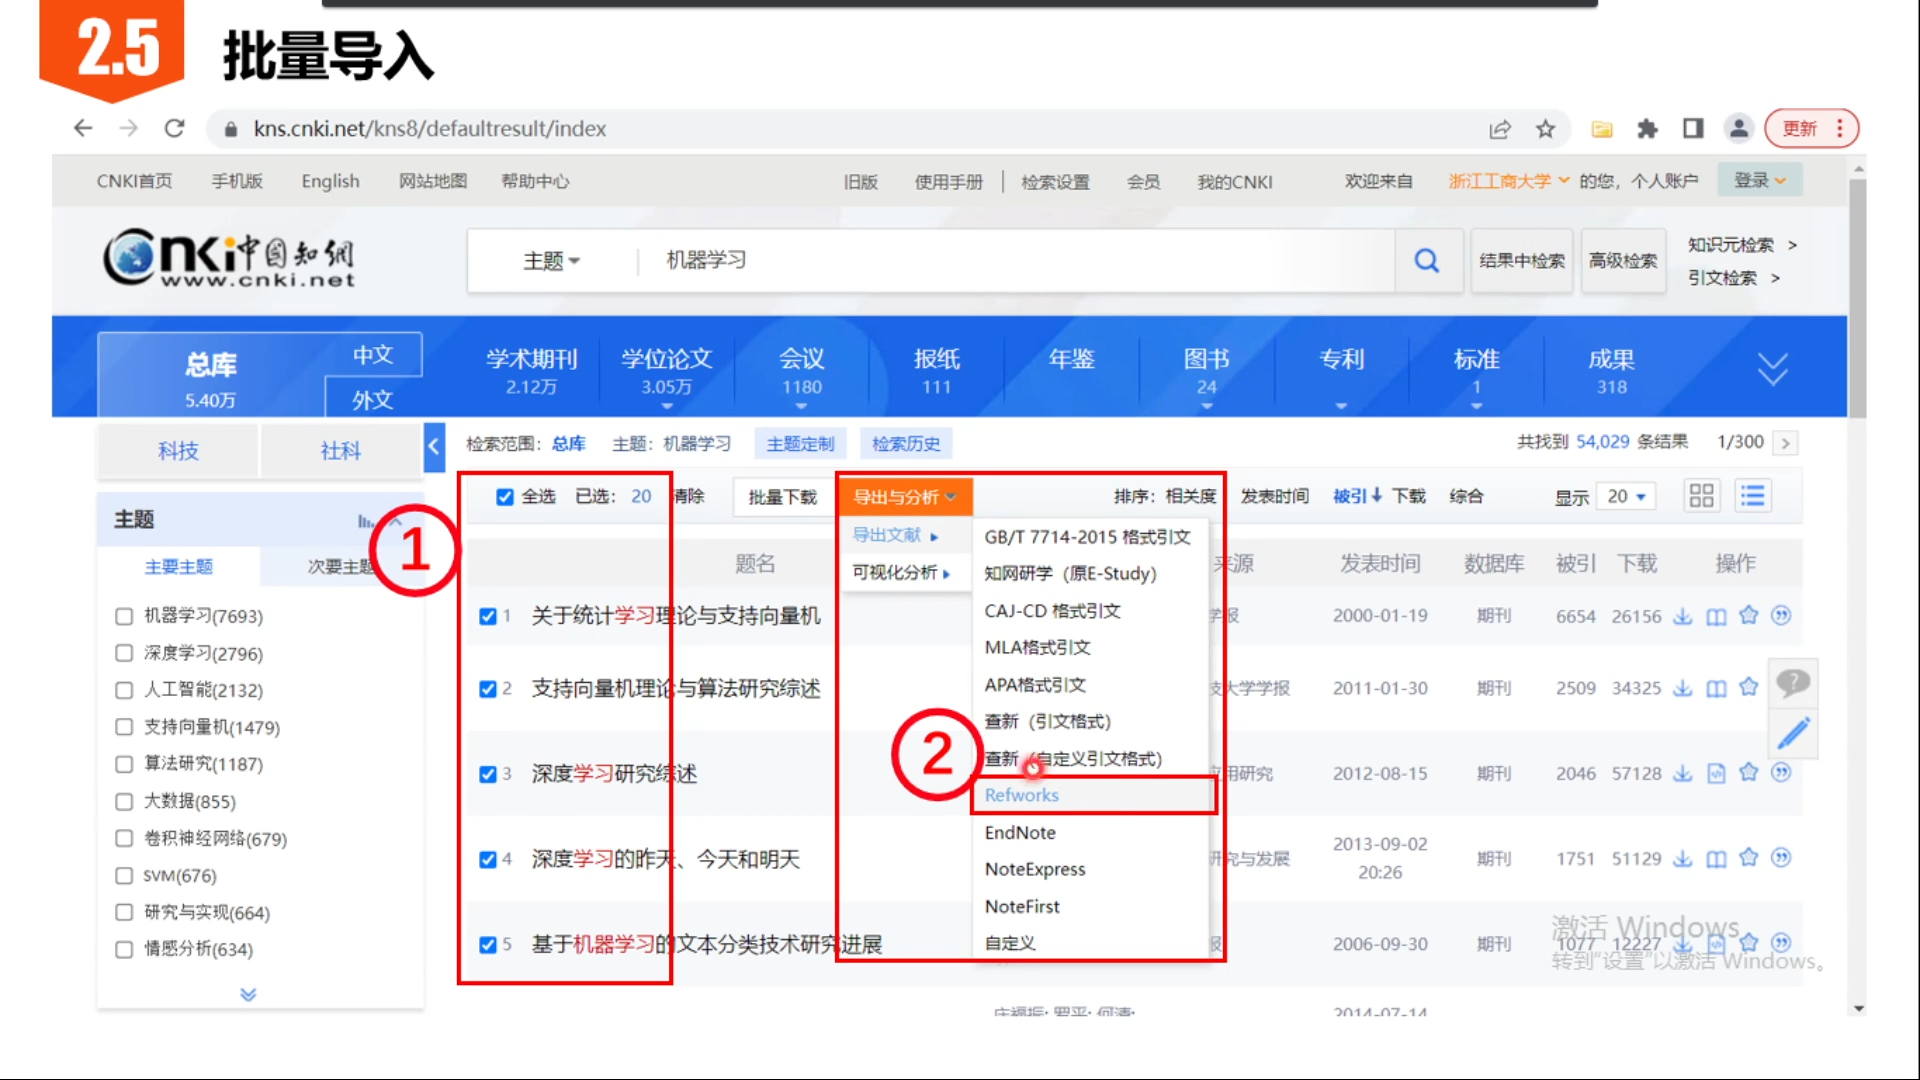 2.5 批量导入
kns.cnki.net/kns8/defaultresult/index
更新
CNKI首页 手机版 English 网站地图 帮助中心 旧版 使用手册 检索设置 会员 我的CNKI 欢迎来自 浙江工商大学 的您，个人账户 登录
Cnki中国知网
www.cnki.net
主题 机器学习 结果中检索 高级检索
知识元检索 >
引文检索 >
总库 5.40万
中文
外文
学术期刊 2.12万
学位论文 3.05万
会议 1180
报纸 111
年鉴
图书 24
专利
标准 1
成果 318
科技 社科
检索范围：总库 主题：机器学习 主题定制 检索历史 共找到 54,029 条结果 1/300 >
全选 已选：20 清除 批量下载 导出与分析 排序：相关度 发表时间 被引↓ 下载 综合 显示 20
主题
主要主题 次要主题
机器学习(7693)
深度学习(2796)
人工智能(2132)
支持向量机(1479)
算法研究(1187)
大数据(855)
卷积神经网络(679)
SVM(676)
研究与实现(664)
情感分析(634)
1
2
导出文献
可视化分析
GB/T 7714-2015 格式引文
知网研学（原E-Study)
CAJ-CD 格式引文
MLA格式引文
APA格式引文
查新（引文格式)
查新（自定义引文格式)
Refworks
EndNote
NoteExpress
NoteFirst
自定义
题名 来源 发表时间 数据库 被引 下载 操作
1 关于统计学习理论与支持向量机 学报 2000-01-19 期刊 6654 26156
2 支持向量机理论与算法研究综述 技大学学报 2011-01-30 期刊 2509 34325
3 深度学习研究综述 应用研究 2012-08-15 期刊 2046 57128
4 深度学习的昨天、今天和明天 研究与发展 2013-09-02 20:26 期刊 1751 51129
5 基于机器学习的文本分类技术研究进展 报 2006-09-30 期刊 1077 12227
2014-07-14
激活 Windows
转到“设置”以激活 Windows。